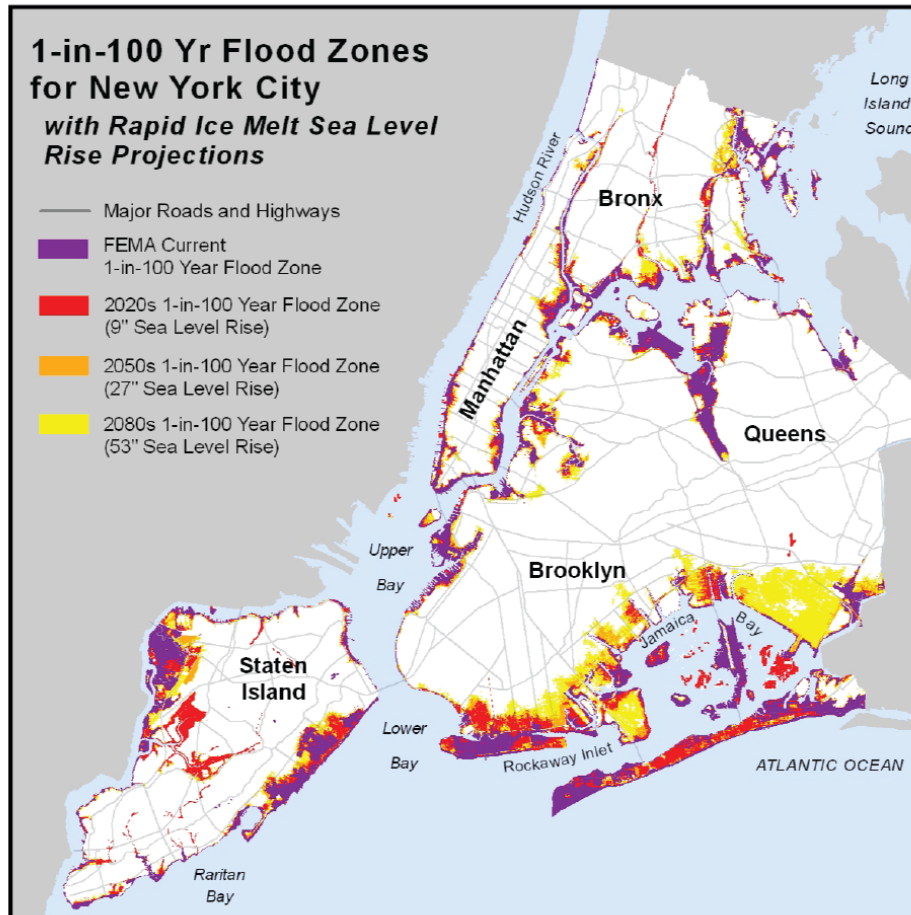 1-in-100 Yr Flood Zones
for New York City
with Rapid Ice Melt Sea Level
Rise Projections
Major Roads and Highways
FEMA Current
1-in-100 Year Flood Zone
2020s 1-in-100 Year Flood Zone
(9" Sea Level Rise)
2050s 1-in-100 Year Flood Zone
(27" Sea Level Rise)
2080s 1-in-100 Year Flood Zone
(53" Sea Level Rise)
Long
Island
Sound
Hudson River
Bronx
Manhattan
Queens
Upper
Bay
Brooklyn
Jamaica
Bay
Staten
Island
Lower
Bay
Rockaway Inlet
ATLANTIC OCEAN
Raritan
Bay